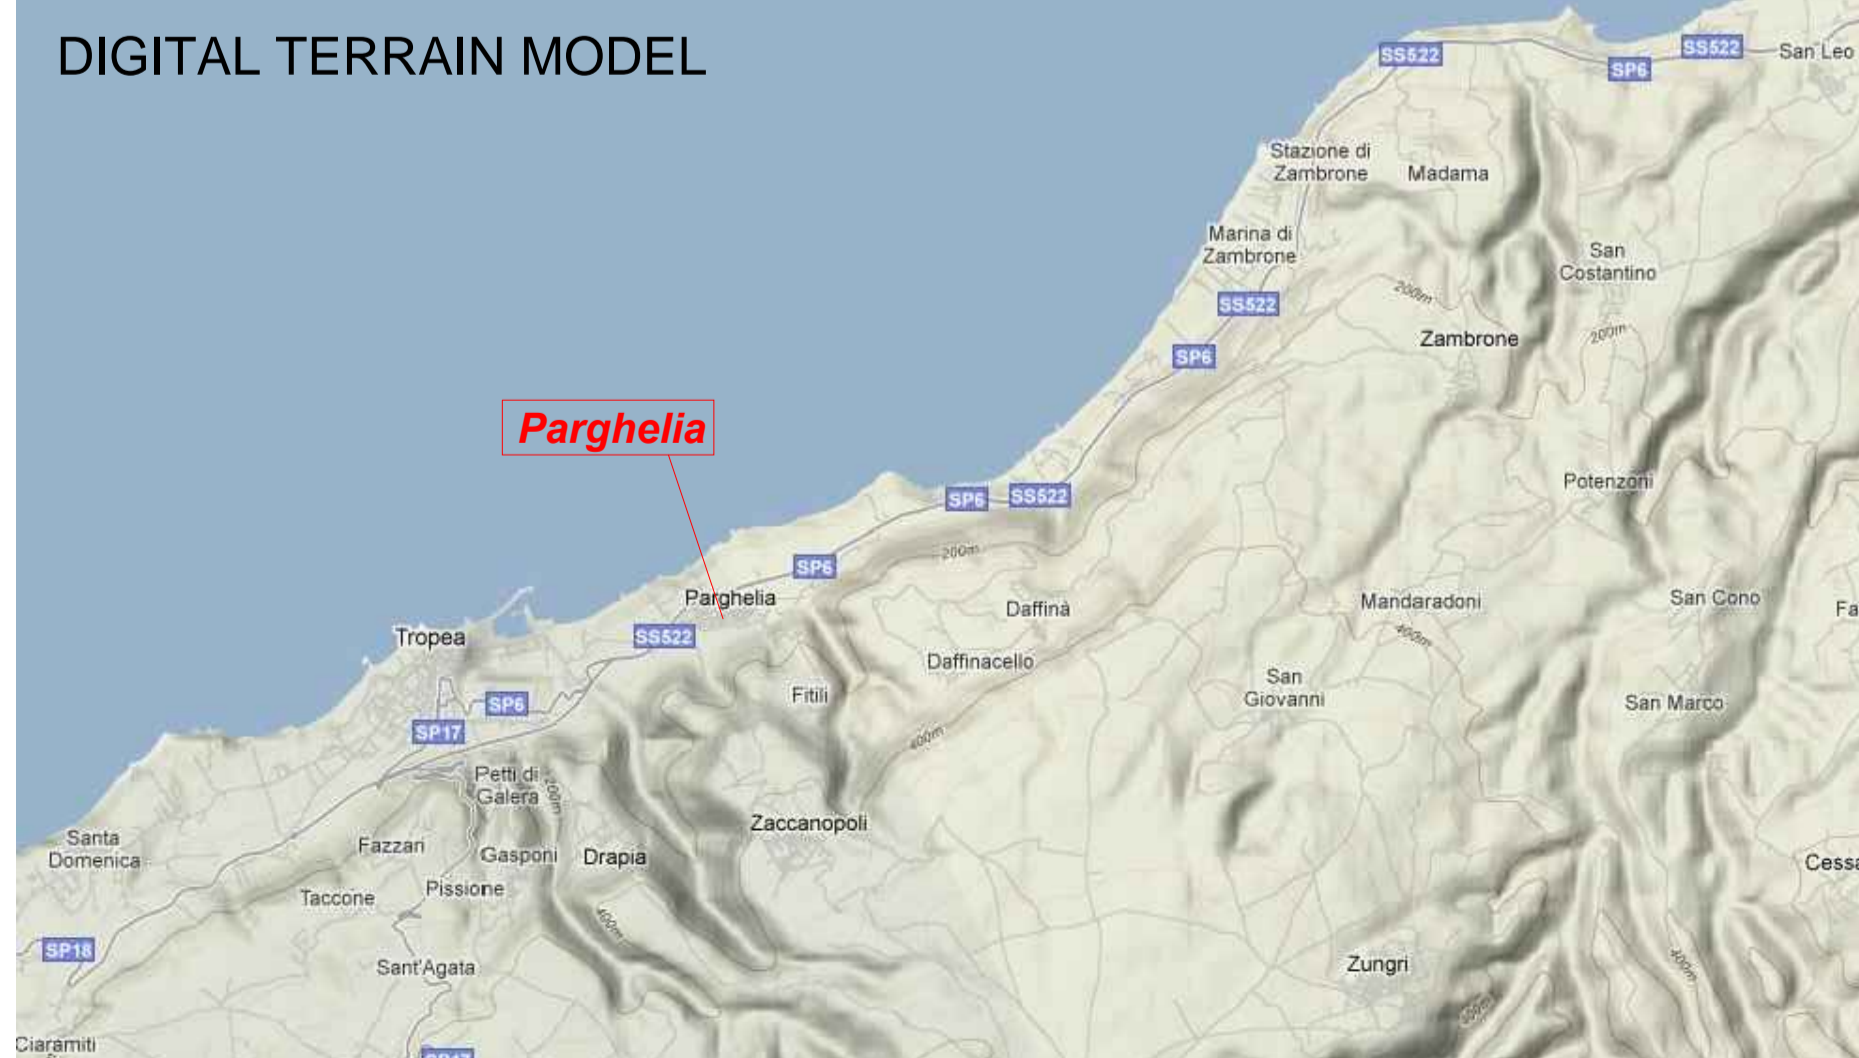 DIGITAL TERRAIN MODEL
SS522
SS522
SP6
San Leo
Stazione di
Zambrone
Madama
Marina di
Zambrone
San
Costantino
200m
SS522
200m
Zambrone
SP6
Parghelia
Potenzoni
SP6
SS522
200m
SP6
Parghelia
Daffinà
Mandaradoni
San Cono
Fa
Tropea
SS522
400m
Daffinacello
San
Giovanni
Fitili
San Marco
SP6
SP17
400m
Petti di
Galera
200m
Zaccanopoli
Santa
Domenica
Fazzari
Gasponi
Drapia
Cessa
Pissione
Taccone
400m
SP18
Sant'Agata
Zungri
400m
Ciaramiti
SP17